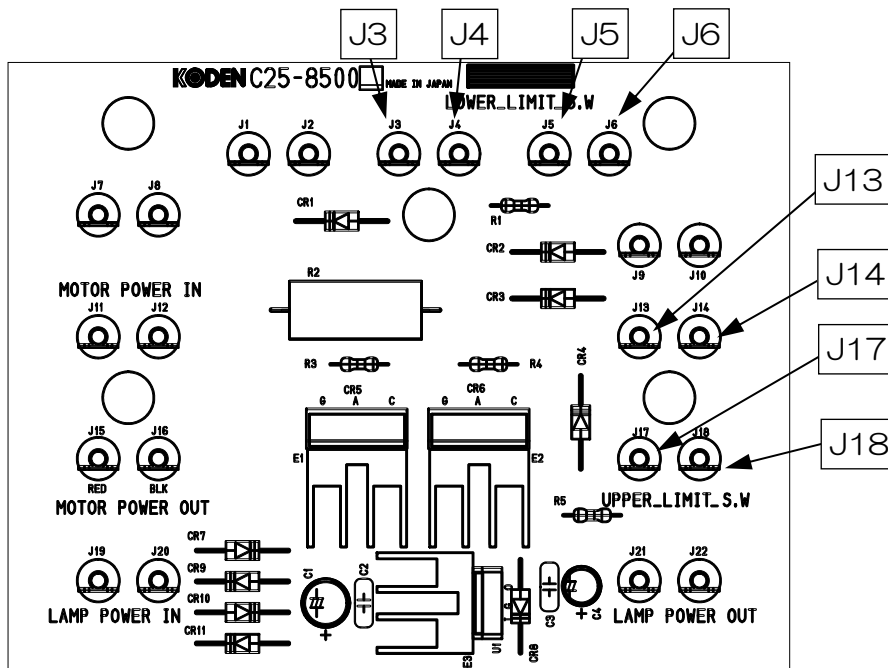 J3 J4 J5 J6
KODEN C25-8500 MADE IN JAPAN
LOWER_LIMIT_S.W
J1 J2 J3 J4 J5 J6
J13
J7 J8
CR1 R1
CR2
J9 J10
J14
R2
MOTOR POWER IN
CR3
J11 J12 J13 J14
J17
R3 R4 CR4
CR5 CR6
G A C G A C
J15 J16 J17 J18
J18
E1 E2
RED BLK
MOTOR POWER OUT
R5 UPPER_LIMIT_S.W
CR7
J19 J20 J21 J22
CR9 C1 C2
CR10
LAMP POWER IN
C3 C4
LAMP POWER OUT
CR11
E3 U1 CR8